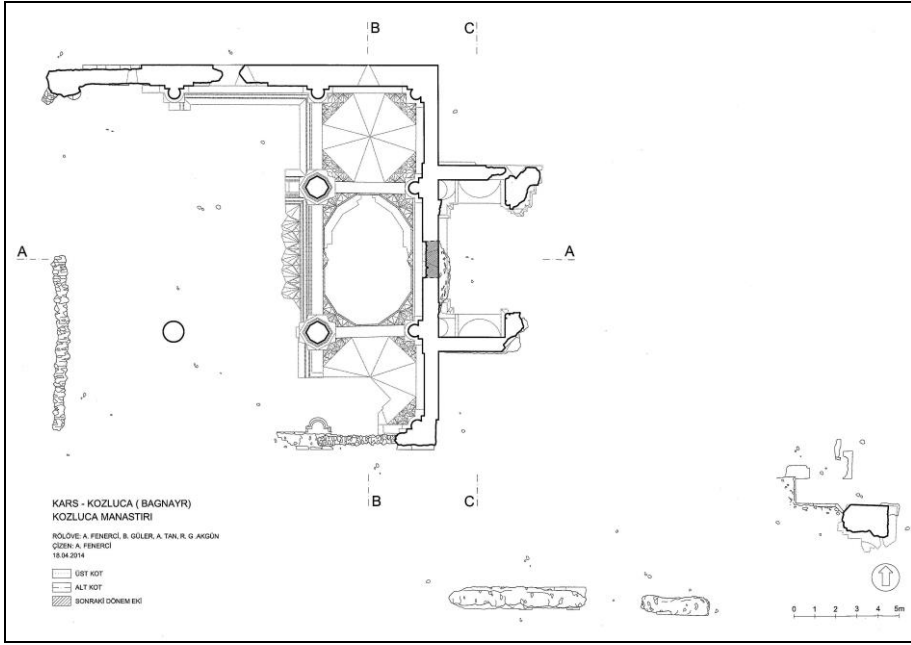 B
C
A
A
KARS - KOZLUCA ( BAGNAYR)
KOZLUCA MANASTIRI
RÖLÖVE: A. FENERCİ, B. GÜLER, A. TAN, R. G .AKGÜN
ÇİZEN: A. FENERCİ
18.04.2014
ÜST KOT
ALT KOT
SONRAKİ DÖNEM EKİ
B
C
0 1 2 3 4 5m